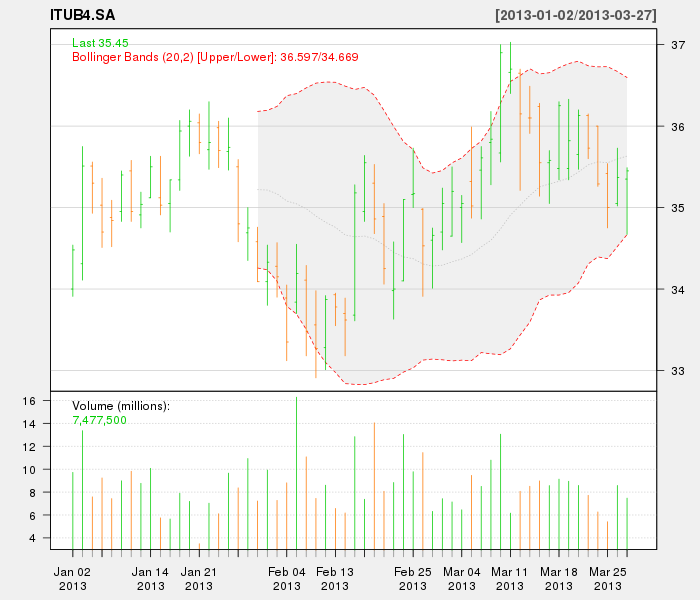 ITUB4.SA [2013-01-02/2013-03-27]
Last 35.45
Bollinger Bands (20,2) [Upper/Lower]: 36.597/34.669
37
36
35
34
33
Volume (millions):
7,477,500
16
14
12
10
8
6
4
Jan 02 Jan 14 Jan 21 Feb 04 Feb 13 Feb 25 Mar 04 Mar 11 Mar 18 Mar 25
2013 2013 2013 2013 2013 2013 2013 2013 2013 2013